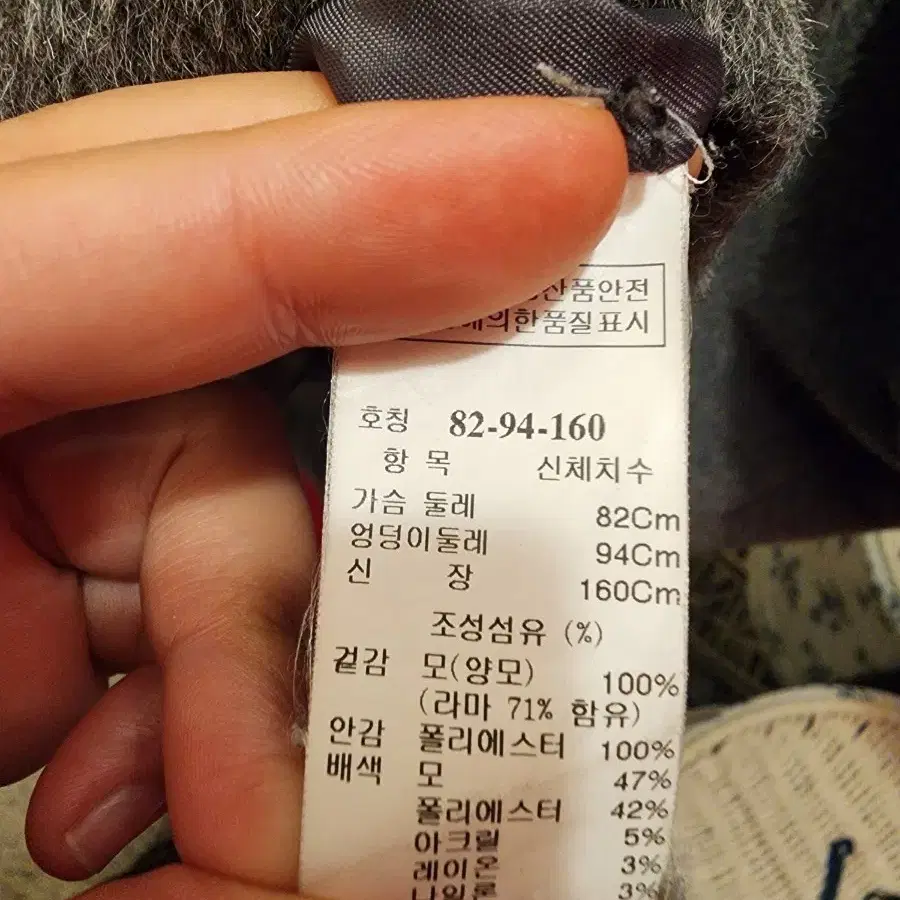 산품안전
의한품질표시
호칭 82-94-160
항 목 신체치수
가슴 둘레 82Cm
엉덩이둘레 94Cm
신 장 160Cm
조성섬유 (%)
겉감 모(양모) 100%
(라마 71% 함유)
안감 폴리에스터 100%
배색 모 47%
폴리에스터 42%
아크릴 5%
레이온 3%
나일론 3%